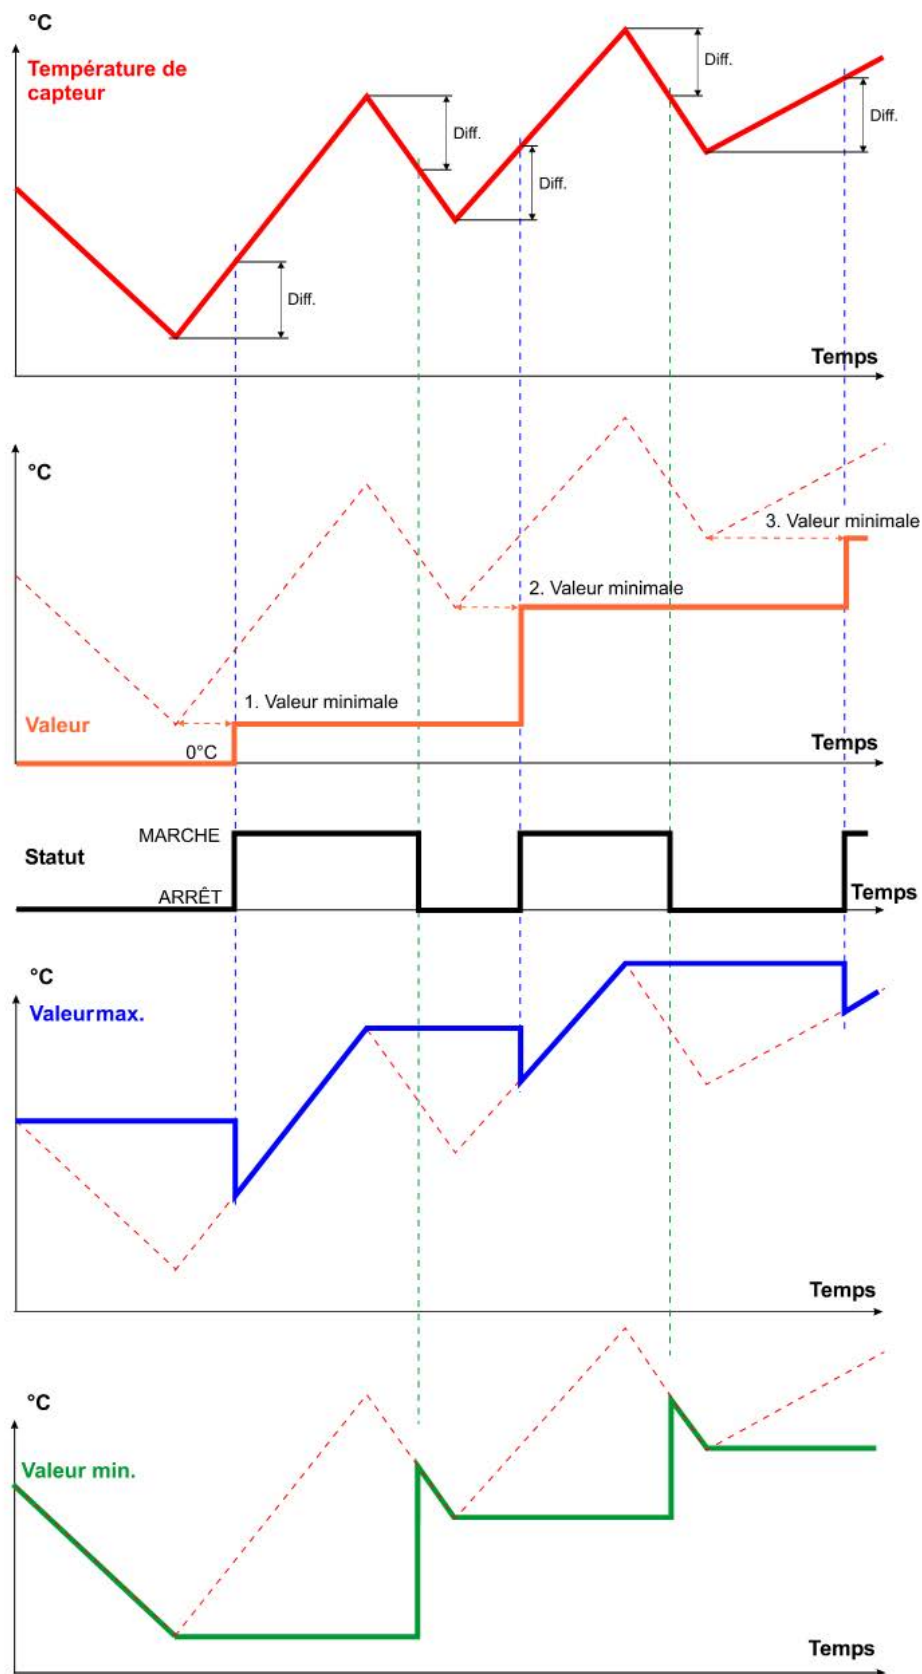 °C
Température de
capteur
Diff.
Diff.
Diff.
Diff.
Diff.
Temps
°C
3. Valeur minimale
2. Valeur minimale
1. Valeur minimale
Valeur
0°C
Temps
MARCHE
Statut
ARRÊT
Temps
°C
Valeurmax.
Temps
°C
Valeur min.
Temps